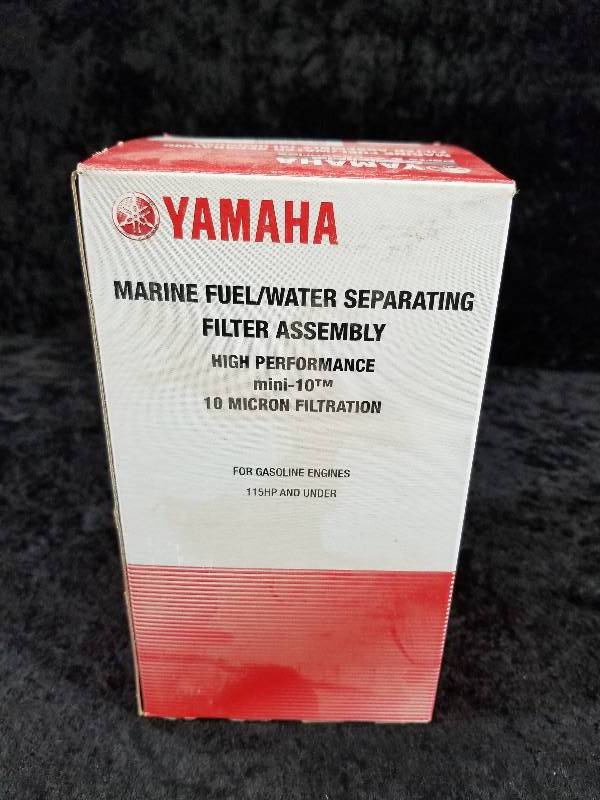 YAMAHA
YAMAHA
MARINE FUEL/WATER SEPARATING
FILTER ASSEMBLY
HIGH PERFORMANCE
mini-10™
10 MICRON FILTRATION
FOR GASOLINE ENGINES
115HP AND UNDER